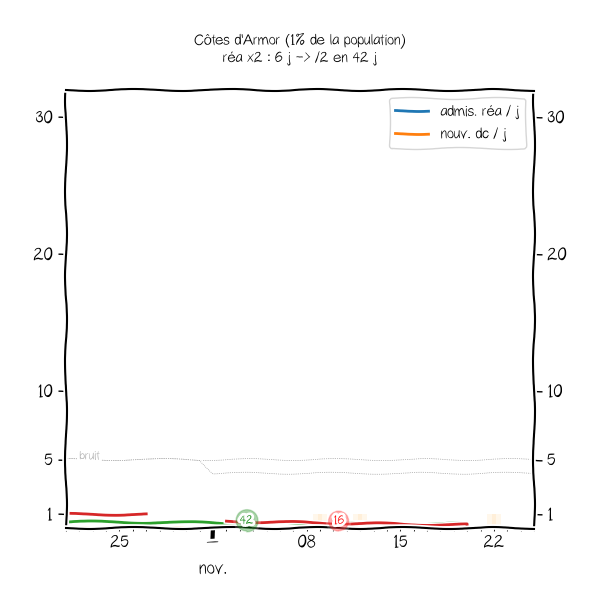 Côtes d'Armor (1% de la population)
réa x2 : 6 j -> /2 en 42 j
admis. réa / j
nouv. dc / j
30
30
20
20
10
10
5
bruit
5
1
42
16
1
25
1
08
15
22
nov.